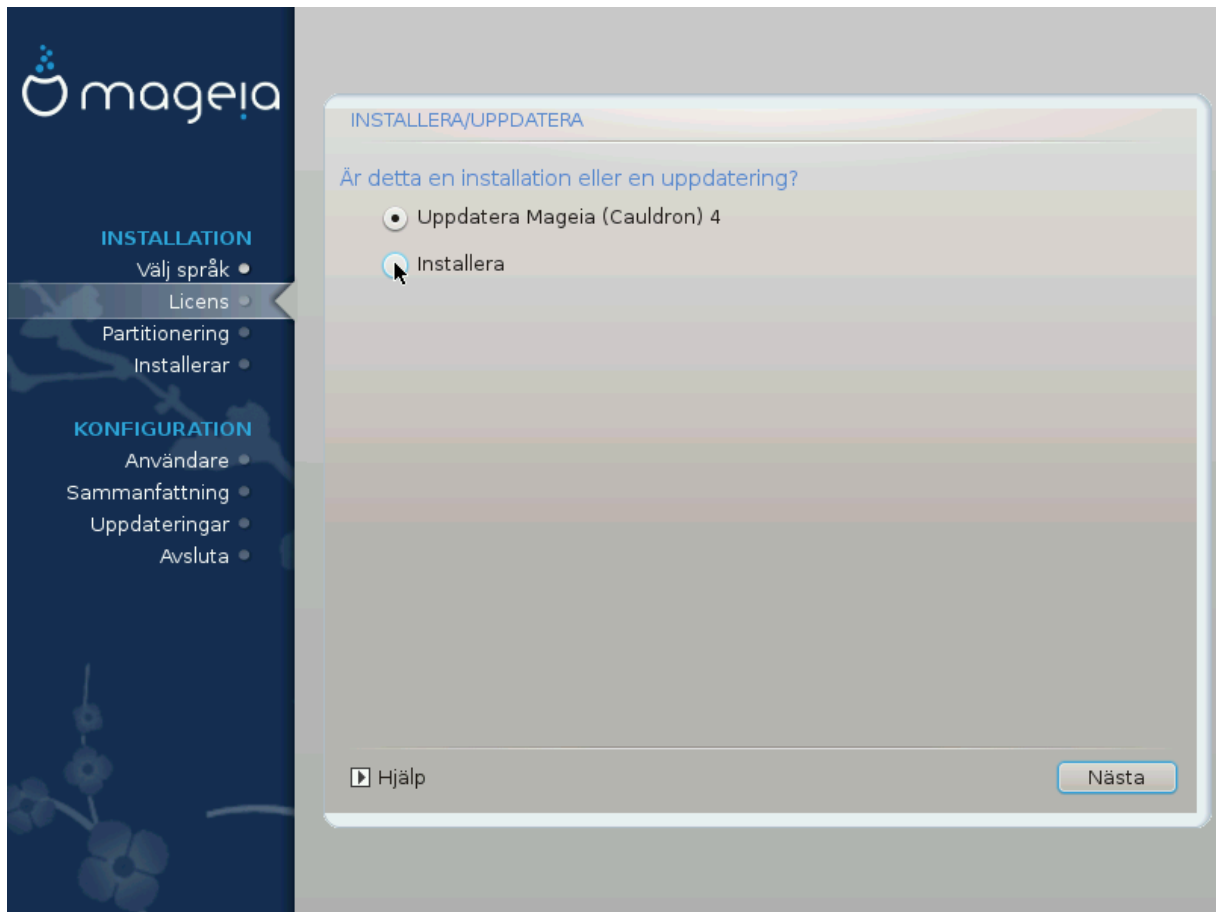 mageia
INSTALLATION
Välj språk
Licens
Partitionering
Installerar
KONFIGURATION
Användare
Sammanfattning
Uppdateringar
Avsluta
INSTALLERA/UPPDATERA
Är detta en installation eller en uppdatering?
Uppdatera Mageia (Cauldron) 4
Installera
Hjälp
Nästa